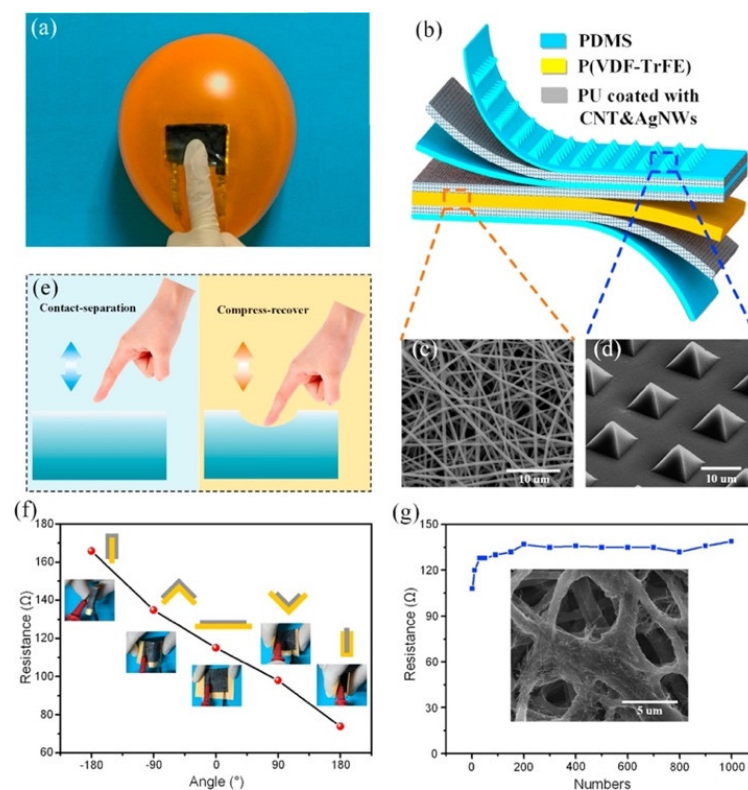 (a)
(b)
PDMS
P(VDF-TrFE)
PU coated with
CNT&AgNWs
(e)
Contact-separation
Compress-recover
(c)
10 um
(d)
10 um
(f)
180
160
140
120
100
80
60
Resistance (Ω)
-180
-90
0
90
180
Angle (°)
(g)
150
120
90
60
30
0
Resistance (Ω)
5 um
0
200
400
600
800
1000
Numbers